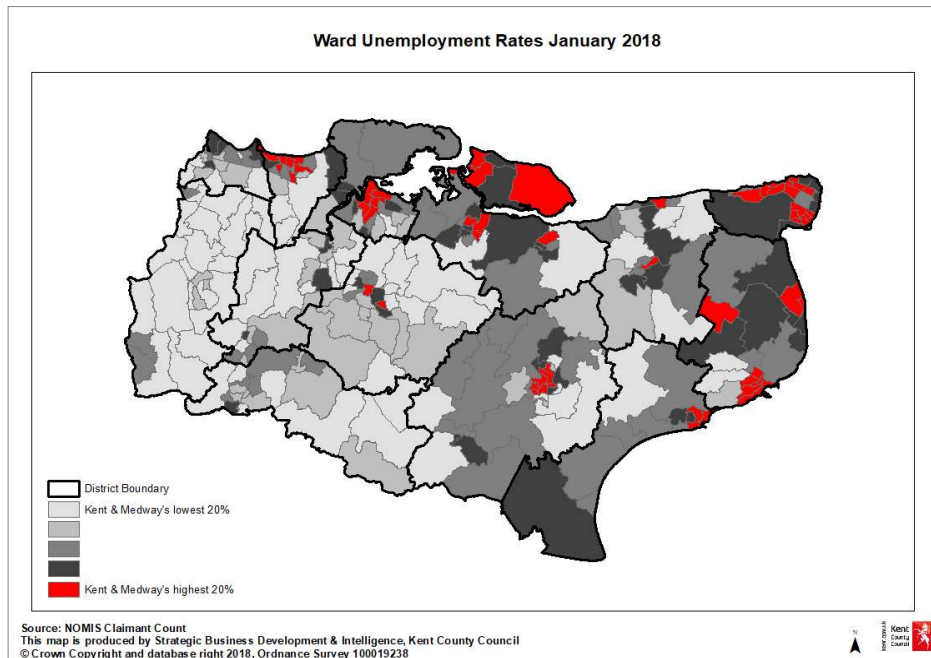 Ward Unemployment Rates January 2018
District Boundary
Kent & Medway's lowest 20%
Kent & Medway's highest 20%
Source: NOMIS Claimant Count
This map is produced by Strategic Business Development & Intelligence, Kent County Council
© Crown Copyright and database right 2018, Ordnance Survey 100019238
N
Kent
County
Council